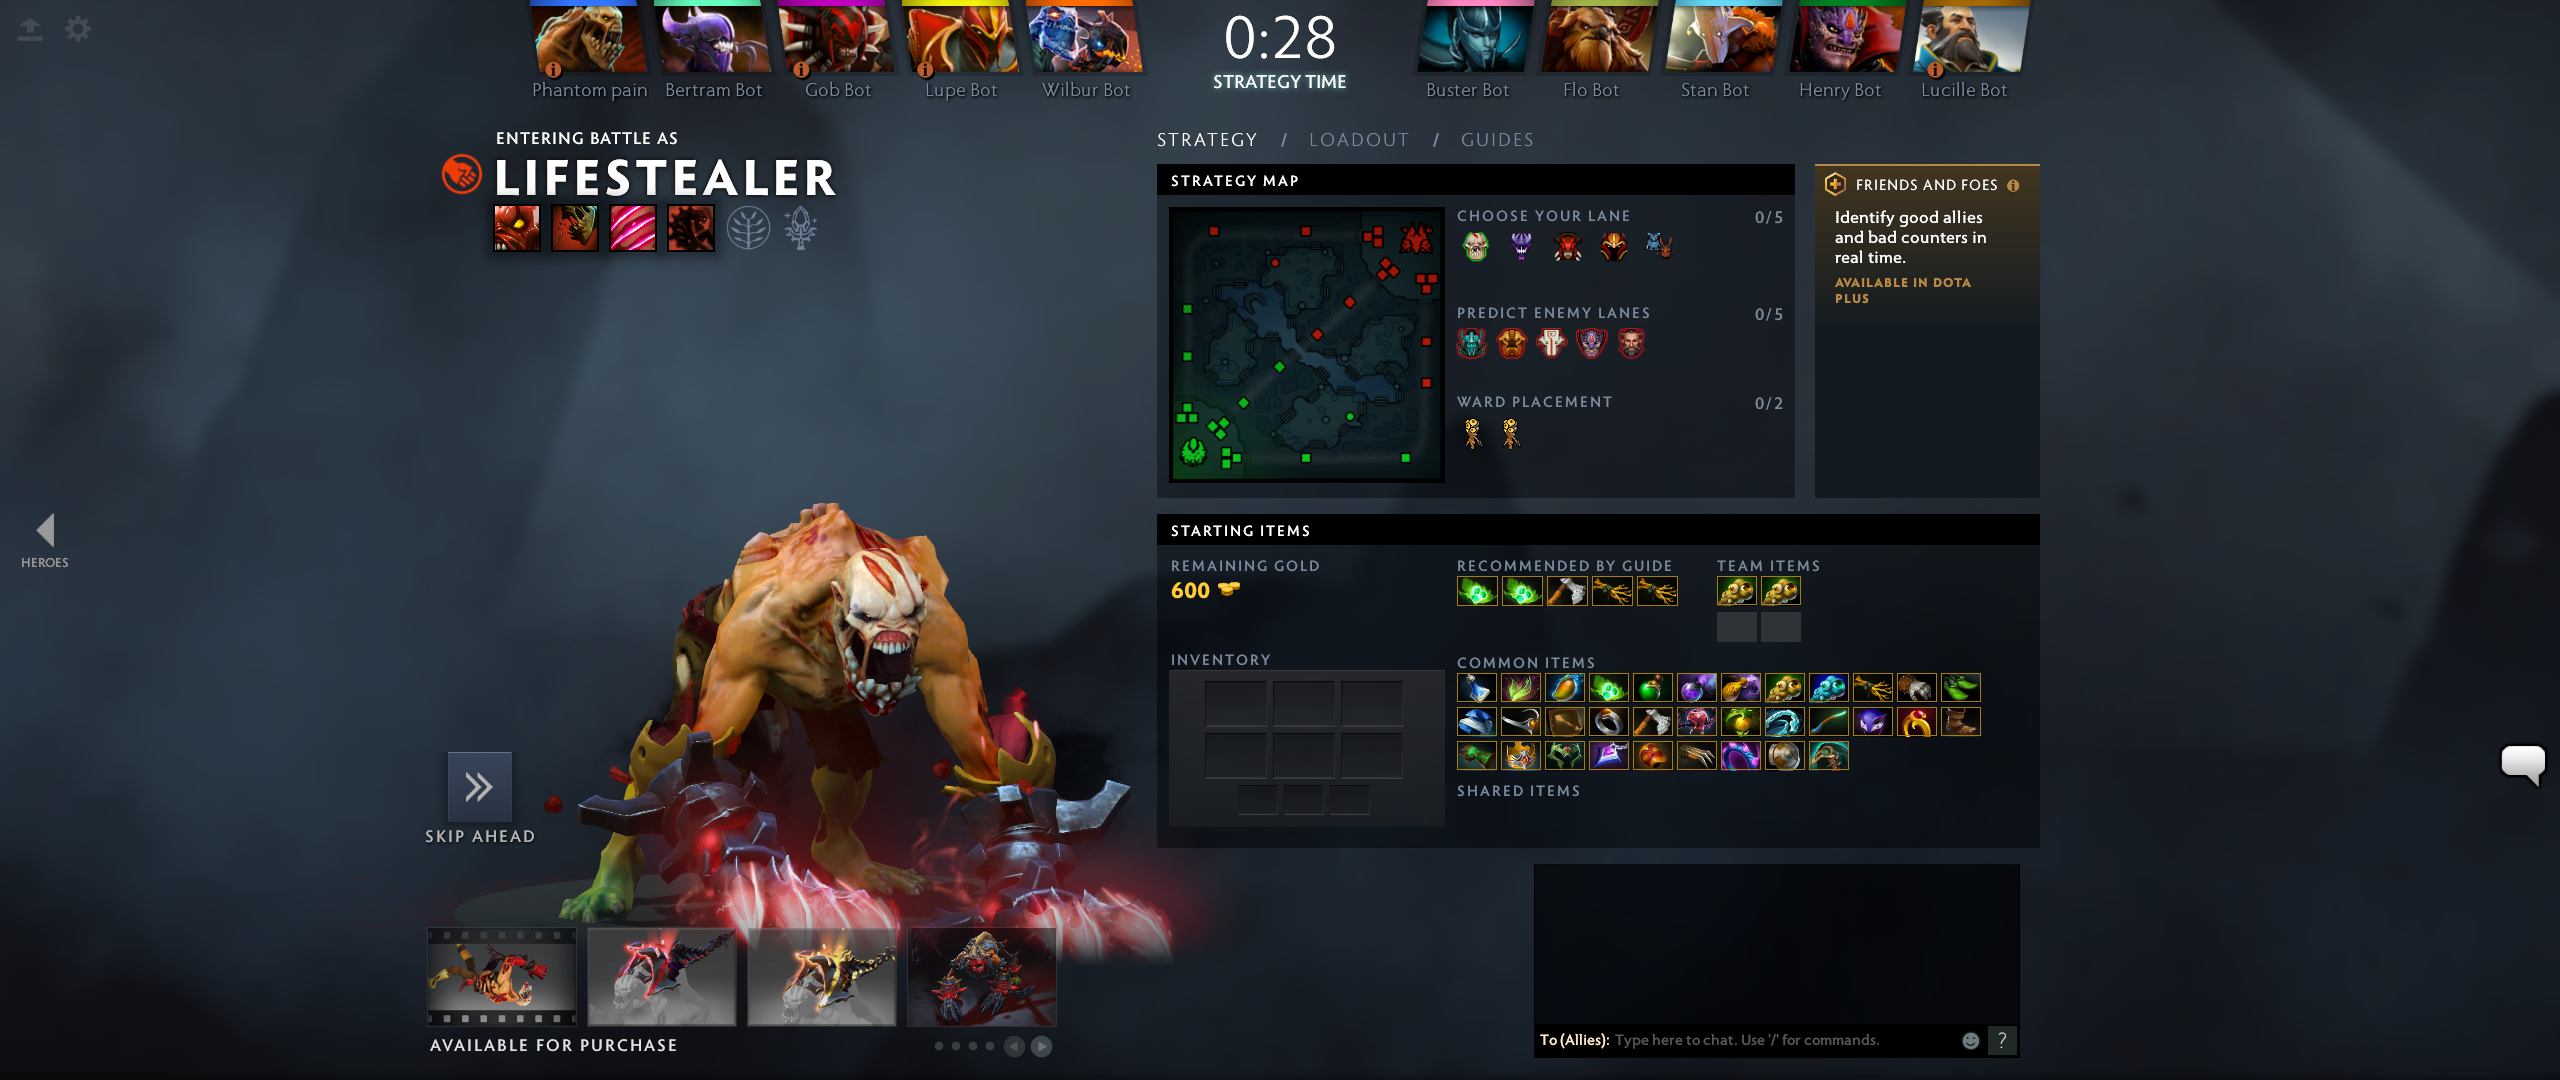 0:28
STRATEGY TIME
Phantom pain
Bertram Bot
Gob Bot
Lupe Bot
Wilbur Bot
Buster Bot
Flo Bot
Stan Bot
Henry Bot
Lucille Bot
ENTERING BATTLE AS
LIFESTEALER
STRATEGY / LOADOUT / GUIDES
STRATEGY MAP
CHOOSE YOUR LANE 0/5
PREDICT ENEMY LANES 0/5
WARD PLACEMENT 0/2
FRIENDS AND FOES
Identify good allies
and bad counters in
real time.
AVAILABLE IN DOTA
PLUS
HEROES
STARTING ITEMS
REMAINING GOLD
600
RECOMMENDED BY GUIDE
TEAM ITEMS
INVENTORY
COMMON ITEMS
SHARED ITEMS
SKIP AHEAD
AVAILABLE FOR PURCHASE
To (Allies): Type here to chat. Use '/' for commands.
?